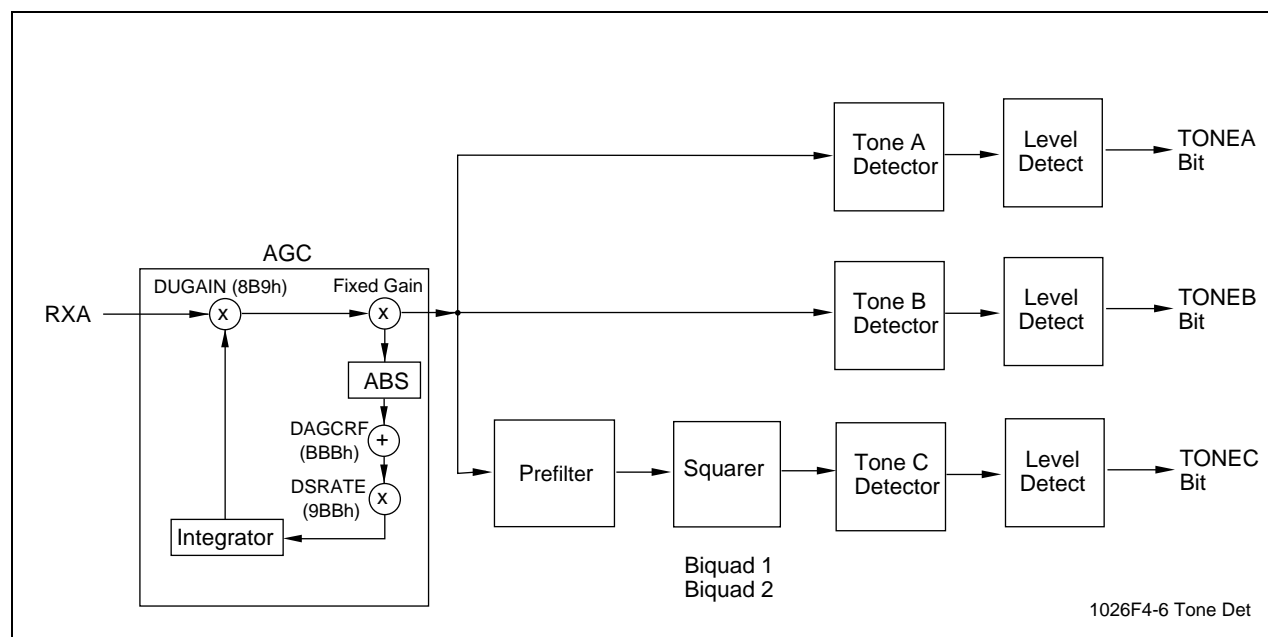 Tone A
Detector
Level
Detect
TONEA
Bit
AGC
DUGAIN (8B9h)
Fixed Gain
RXA
x
x
Tone B
Detector
Level
Detect
TONEB
Bit
ABS
DAGCRF
(BBBh)
+
DSRATE
(9BBh)
x
Integrator
Prefilter
Squarer
Tone C
Detector
Level
Detect
TONEC
Bit
Biquad 1
Biquad 2
1026F4-6 Tone Det